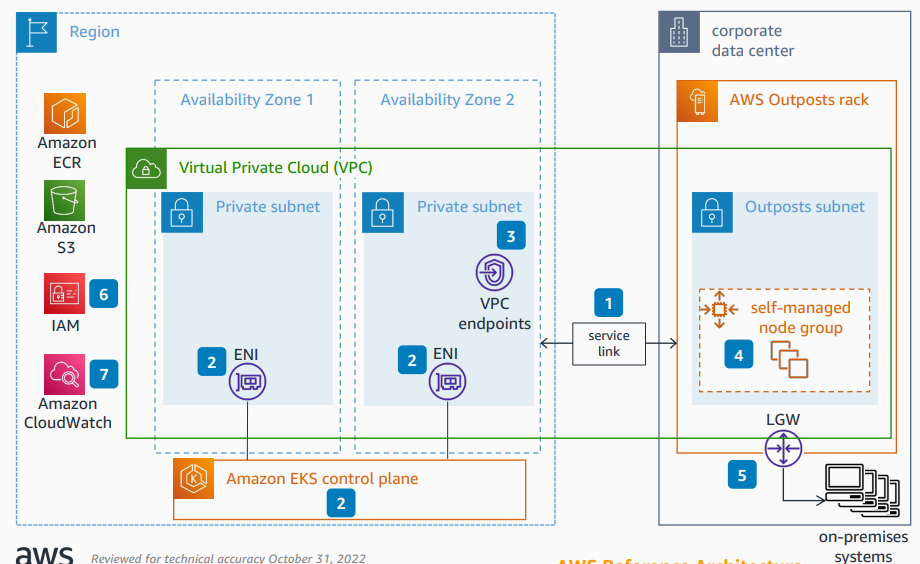 Region
corporate
data center
Availability Zone 1
Availability Zone 2
AWS Outposts rack
Amazon
ECR
Virtual Private Cloud (VPC)
Amazon
S3
Private subnet
Private subnet
Outposts subnet
3
VPC
endpoints
IAM
6
1
service
link
self-managed
node group
4
2
ENI
2
ENI
Amazon
CloudWatch
7
LGW
5
Amazon EKS control plane
2
on-premises
systems
aws
Reviewed for technical accuracy October 31, 2022
AWS Reference Architecture